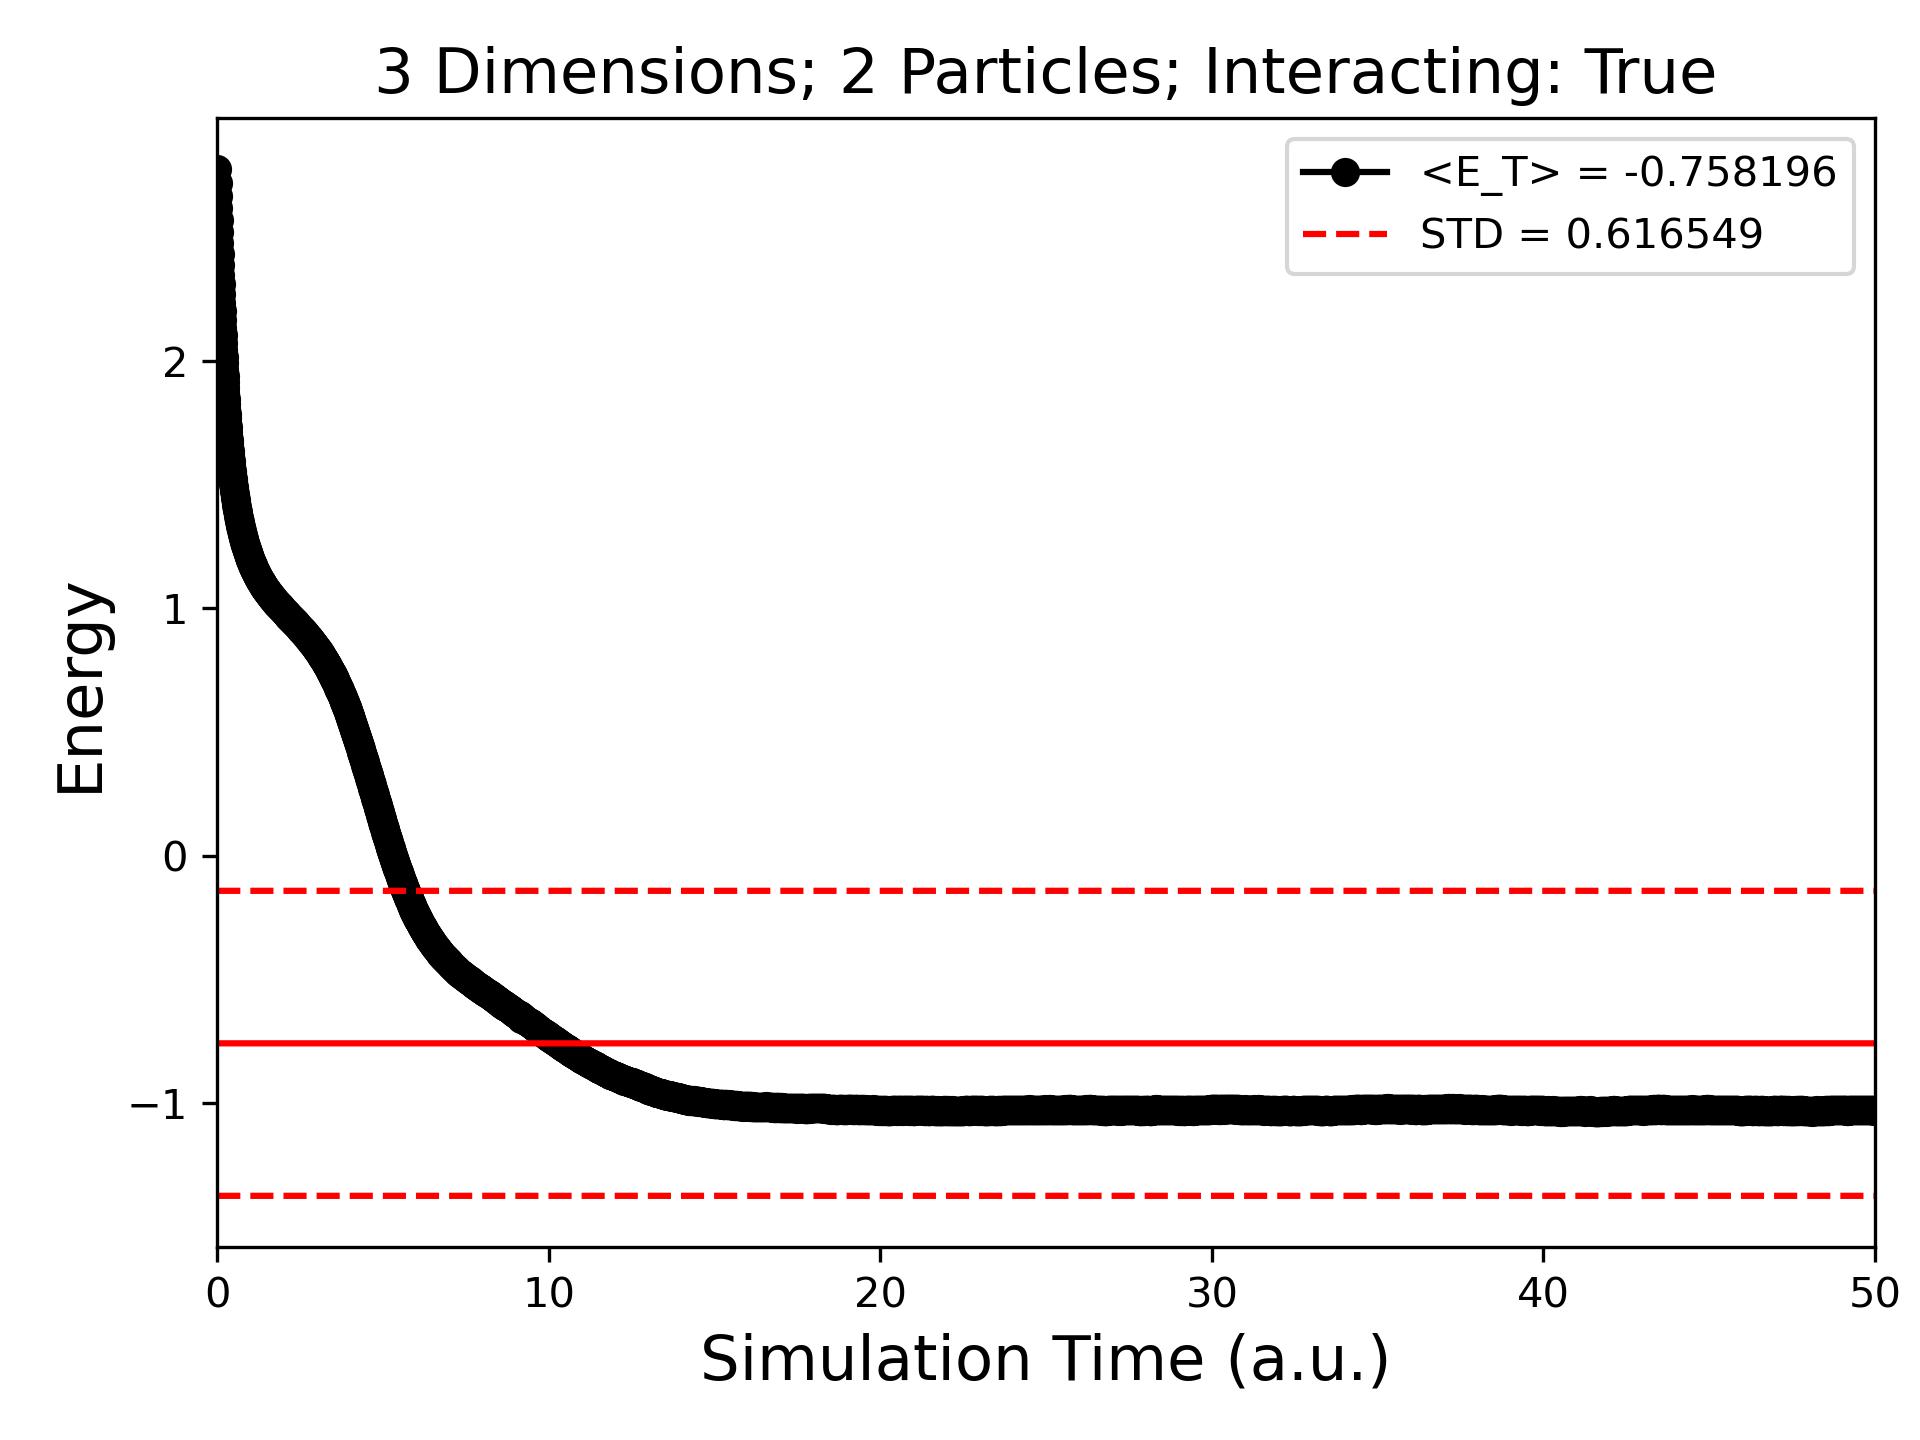 3 Dimensions; 2 Particles; Interacting: True
<E_T> = -0.758196
STD = 0.616549
Energy
2
1
0
−1
0 10 20 30 40 50
Simulation Time (a.u.)